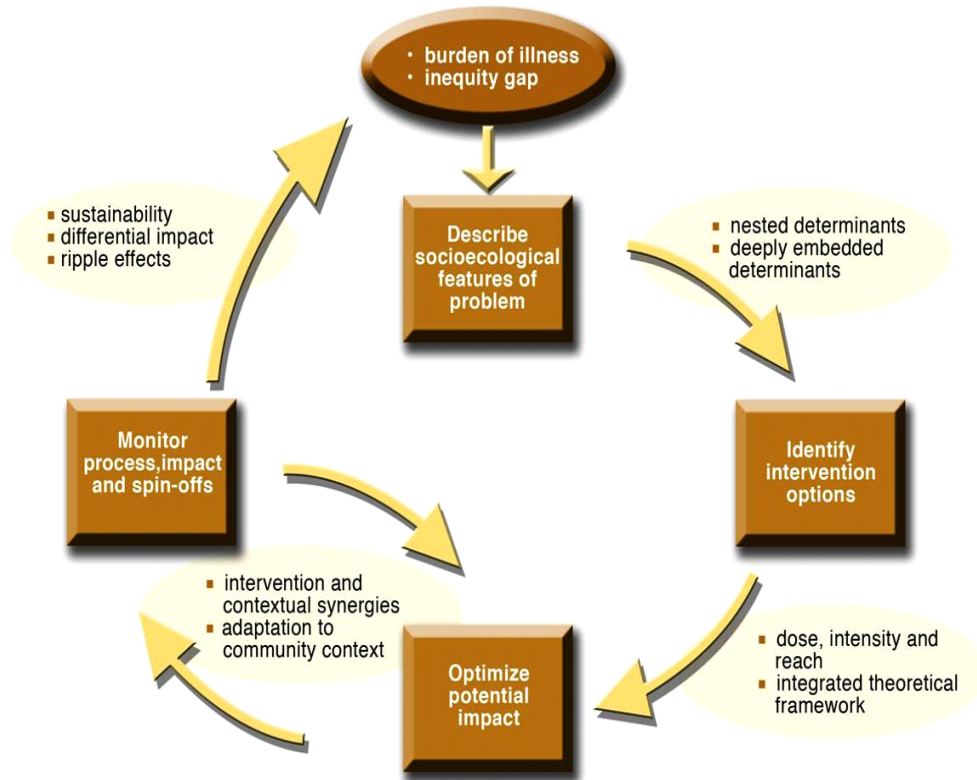 • burden of illness
• inequity gap
Describe
socioecological
features of
problem
▪ nested determinants
▪ deeply embedded
determinants
Identify
intervention
options
▪ dose, intensity and
reach
▪ integrated theoretical
framework
Optimize
potential
impact
▪ intervention and
contextual synergies
▪ adaptation to
community context
Monitor
process,impact
and spin-offs
▪ sustainability
▪ differential impact
▪ ripple effects